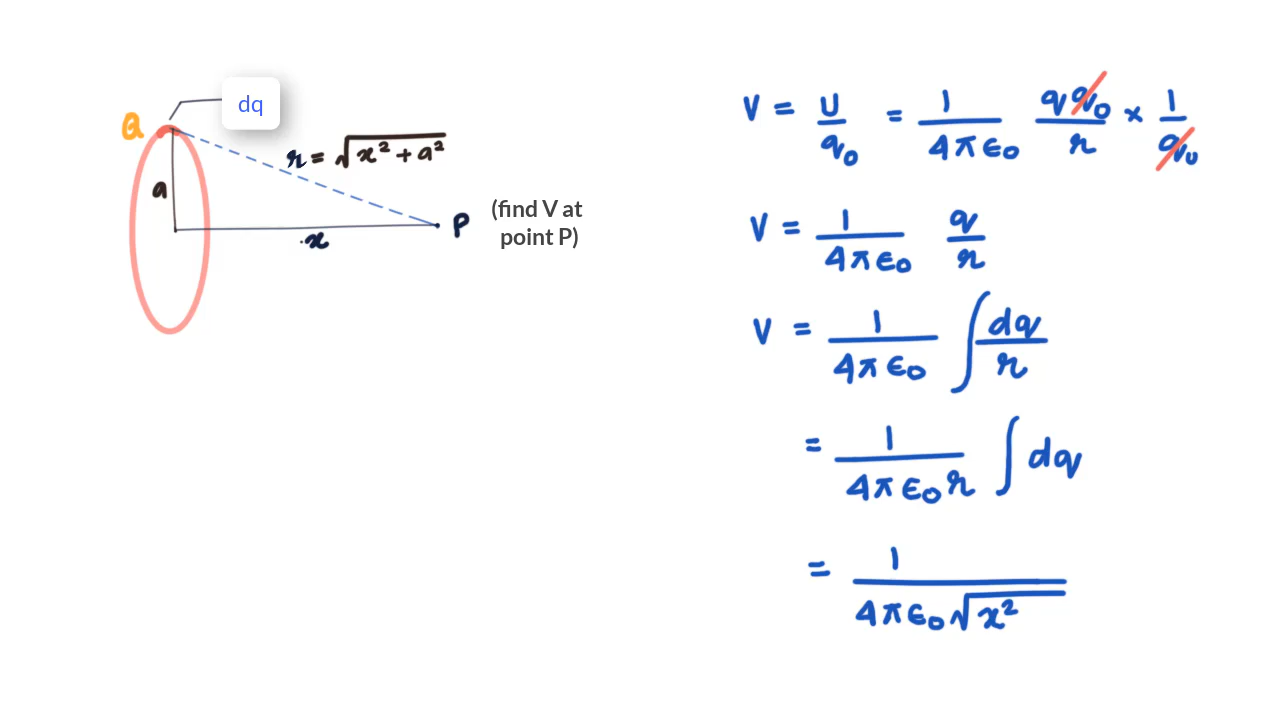 dq
Q
r = √x² + a²
a
x
P
(find V at
point P)
V = U/q₀ = 1/4πϵ₀ qq₀/r × 1/q₀
V = 1/4πϵ₀ q/r
V = 1/4πϵ₀ ∫ dq/r
= 1/4πϵ₀r ∫ dq
= 1/4πϵ₀√x²